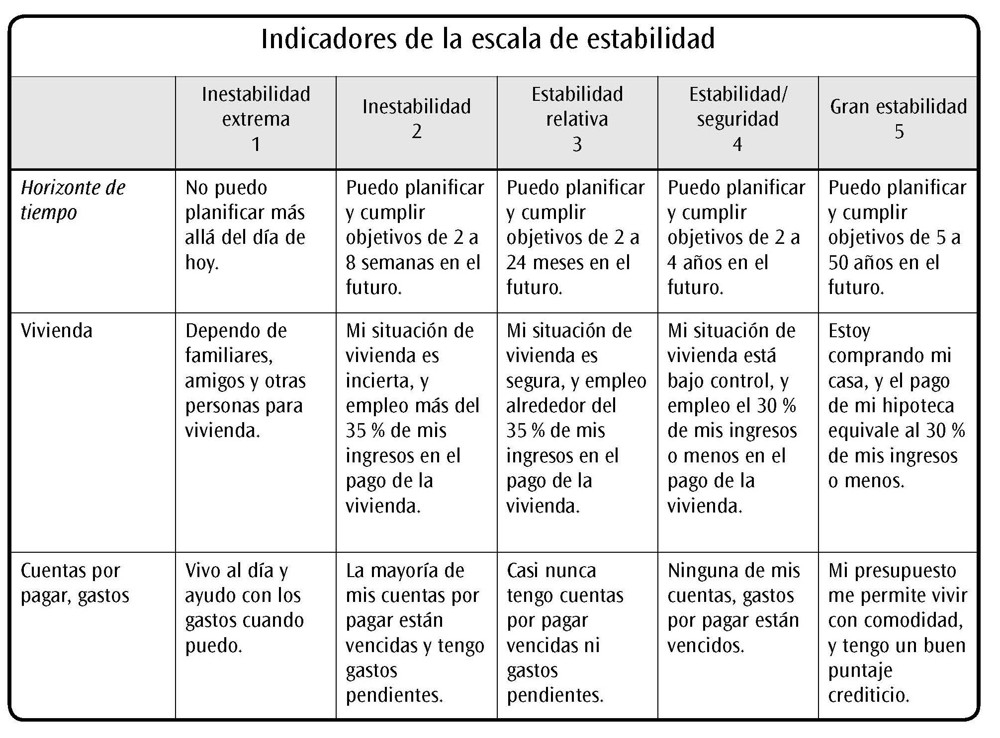 Indicadores de la escala de estabilidad
Inestabilidad
extrema
1
Inestabilidad
2
Estabilidad
relativa
3
Estabilidad/
seguridad
4
Gran estabilidad
5
Horizonte de
tiempo
No puedo
planificar más
allá del día de
hoy.
Puedo planificar
y cumplir
objetivos de 2 a
8 semanas en el
futuro.
Puedo planificar
y cumplir
objetivos de 2 a
24 meses en el
futuro.
Puedo planificar
y cumplir
objetivos de 2 a
4 años en el
futuro.
Puedo planificar
y cumplir
objetivos de 5 a
50 años en el
futuro.
Vivienda
Dependo de
familiares,
amigos y otras
personas para
vivienda.
Mi situación de
vivienda es
incierta, y
empleo más del
35 % de mis
ingresos en el
pago de la
vivienda.
Mi situación de
vivienda es
segura, y empleo
alrededor del
35 % de mis
ingresos en el
pago de la
vivienda.
Mi situación de
vivienda está
bajo control, y
empleo el 30 %
de mis ingresos
o menos en el
pago de la
vivienda.
Estoy
comprando mi
casa, y el pago
de mi hipoteca
equivale al 30 %
de mis ingresos
o menos.
Cuentas por
pagar, gastos
Vivo al día y
ayudo con los
gastos cuando
puedo.
La mayoría de
mis cuentas por
pagar están
vencidas y tengo
gastos
pendientes.
Casi nunca
tengo cuentas
por pagar
vencidas ni
gastos
pendientes.
Ninguna de mis
cuentas, gastos
por pagar están
vencidos.
Mi presupuesto
me permite vivir
con comodidad,
y tengo un buen
puntaje
crediticio.